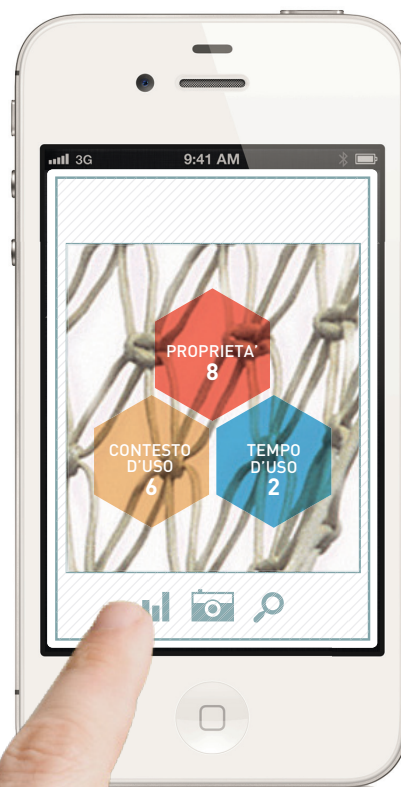 3G 9:41 AM
PROPRIETA'
8
CONTESTO
D'USO
6
TEMPO
D'USO
2